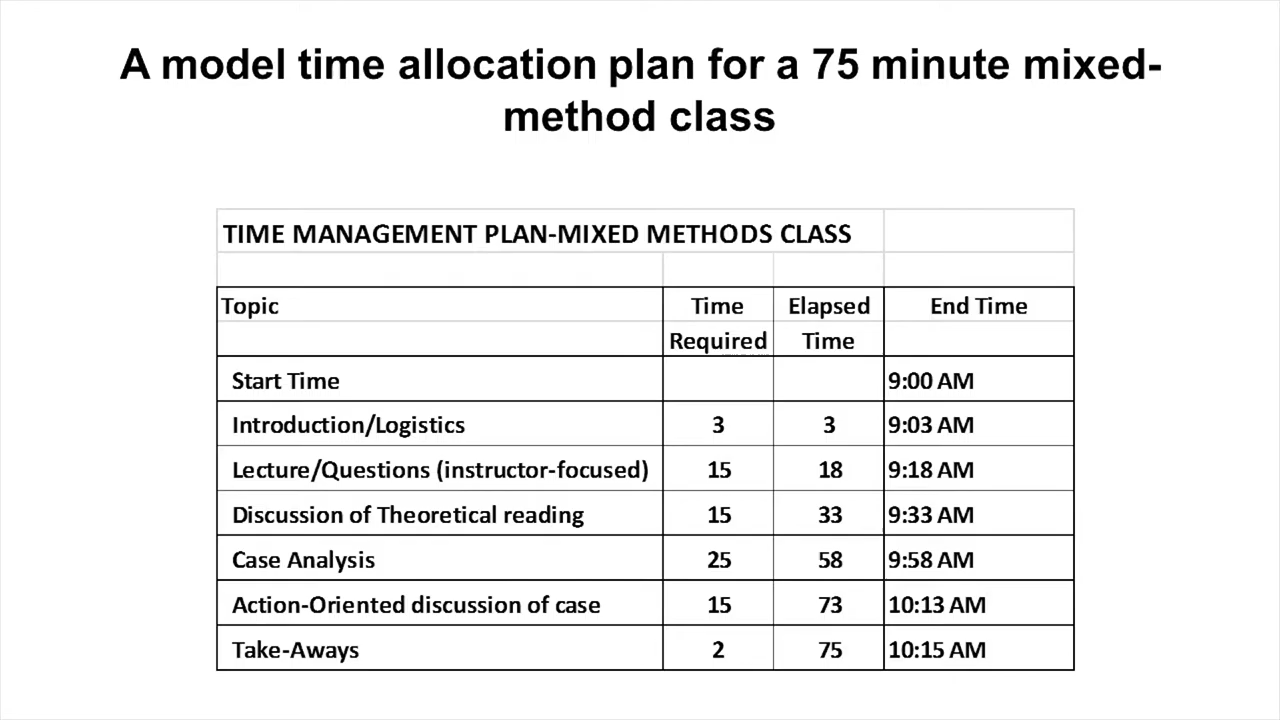 A model time allocation plan for a 75 minute mixed-
method class
TIME MANAGEMENT PLAN-MIXED METHODS CLASS
Topic Time Elapsed End Time
Required Time
Start Time 9:00 AM
Introduction/Logistics 3 3 9:03 AM
Lecture/Questions (instructor-focused) 15 18 9:18 AM
Discussion of Theoretical reading 15 33 9:33 AM
Case Analysis 25 58 9:58 AM
Action-Oriented discussion of case 15 73 10:13 AM
Take-Aways 2 75 10:15 AM